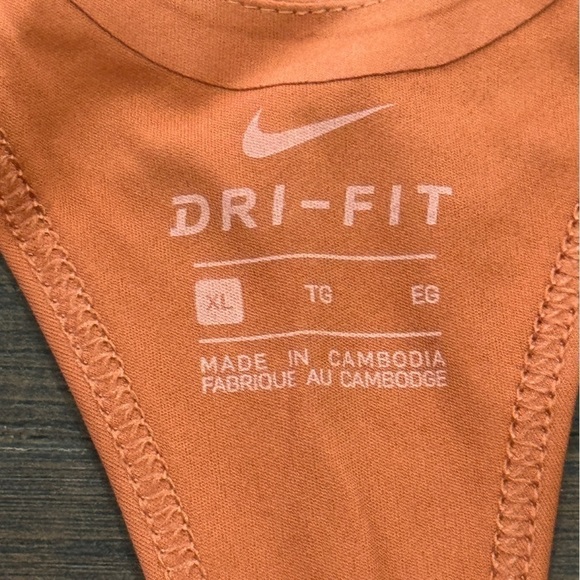 DRI-FIT
XL TG EG
MADE IN CAMBODIA
FABRIQUE AU CAMBODGE